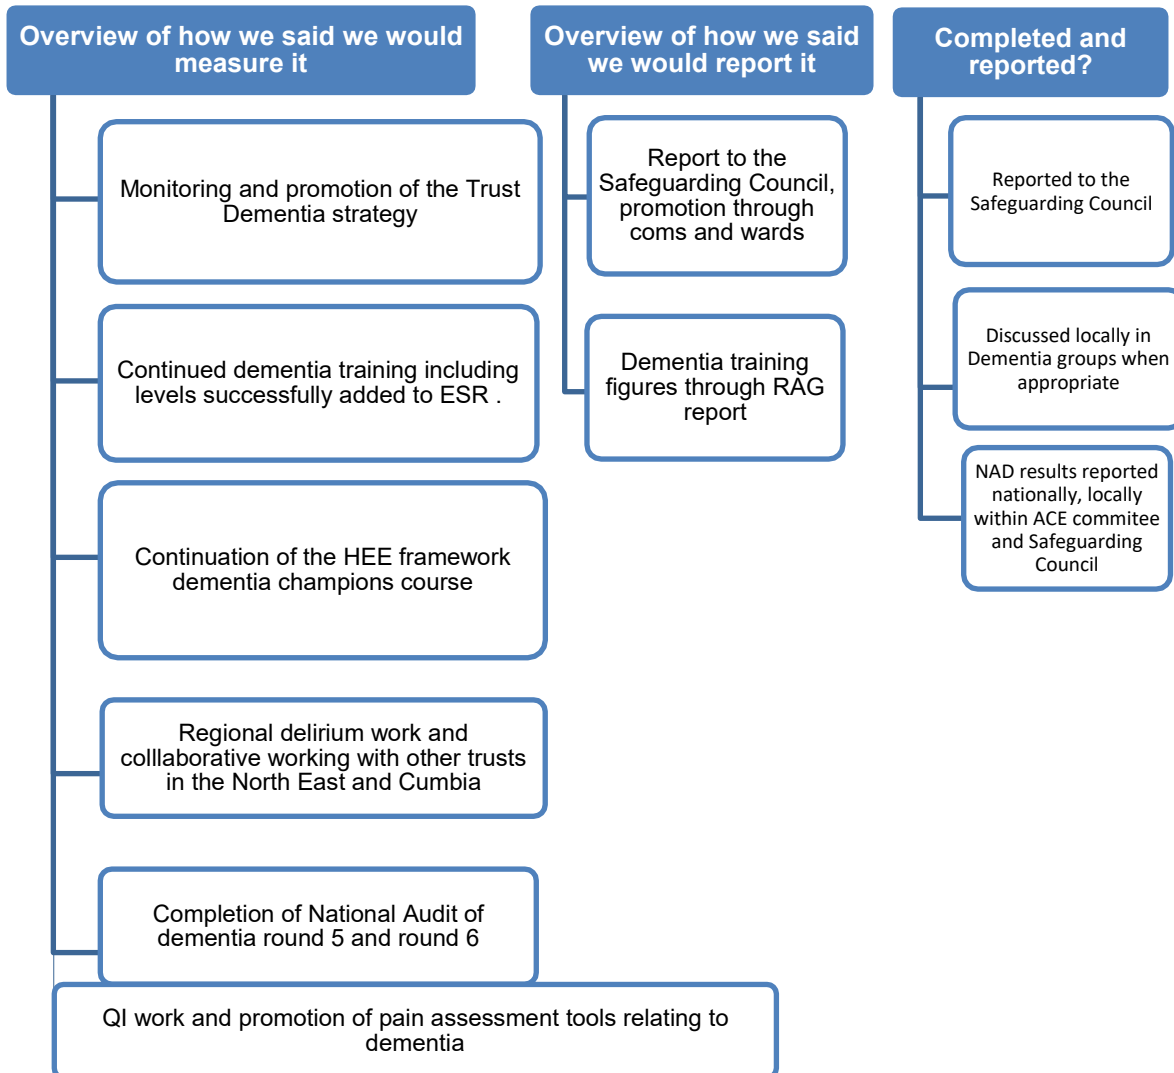 Overview of how we said we would
measure it
Monitoring and promotion of the Trust
Dementia strategy
Continued dementia training including
levels successfully added to ESR .
Continuation of the HEE framework
dementia champions course
Regional delirium work and
colllaborative working with other trusts
in the North East and Cumbia
Completion of National Audit of
dementia round 5 and round 6
QI work and promotion of pain assessment tools relating to
dementia
Overview of how we said
we would report it
Report to the
Safeguarding Council,
promotion through
coms and wards
Dementia training
figures through RAG
report
Completed and
reported?
Reported to the
Safeguarding Council
Discussed locally in
Dementia groups when
appropriate
NAD results reported
nationally, locally
within ACE commitee
and Safeguarding
Council